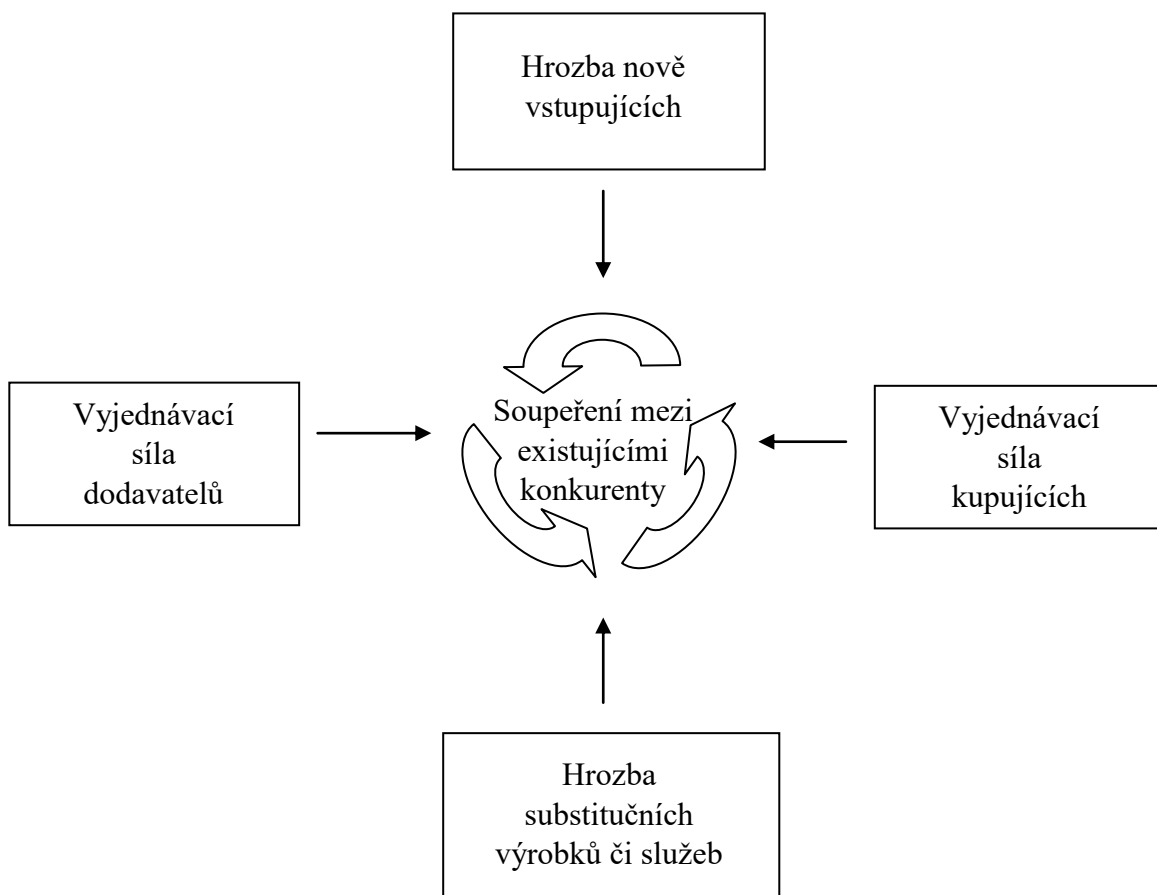 Hrozba nově
vstupujících
Vyjednávací
síla
dodavatelů
Soupeření mezi
existujícími
konkurenty
Vyjednávací
síla
kupujících
Hrozba
substitučních
výrobků či služeb